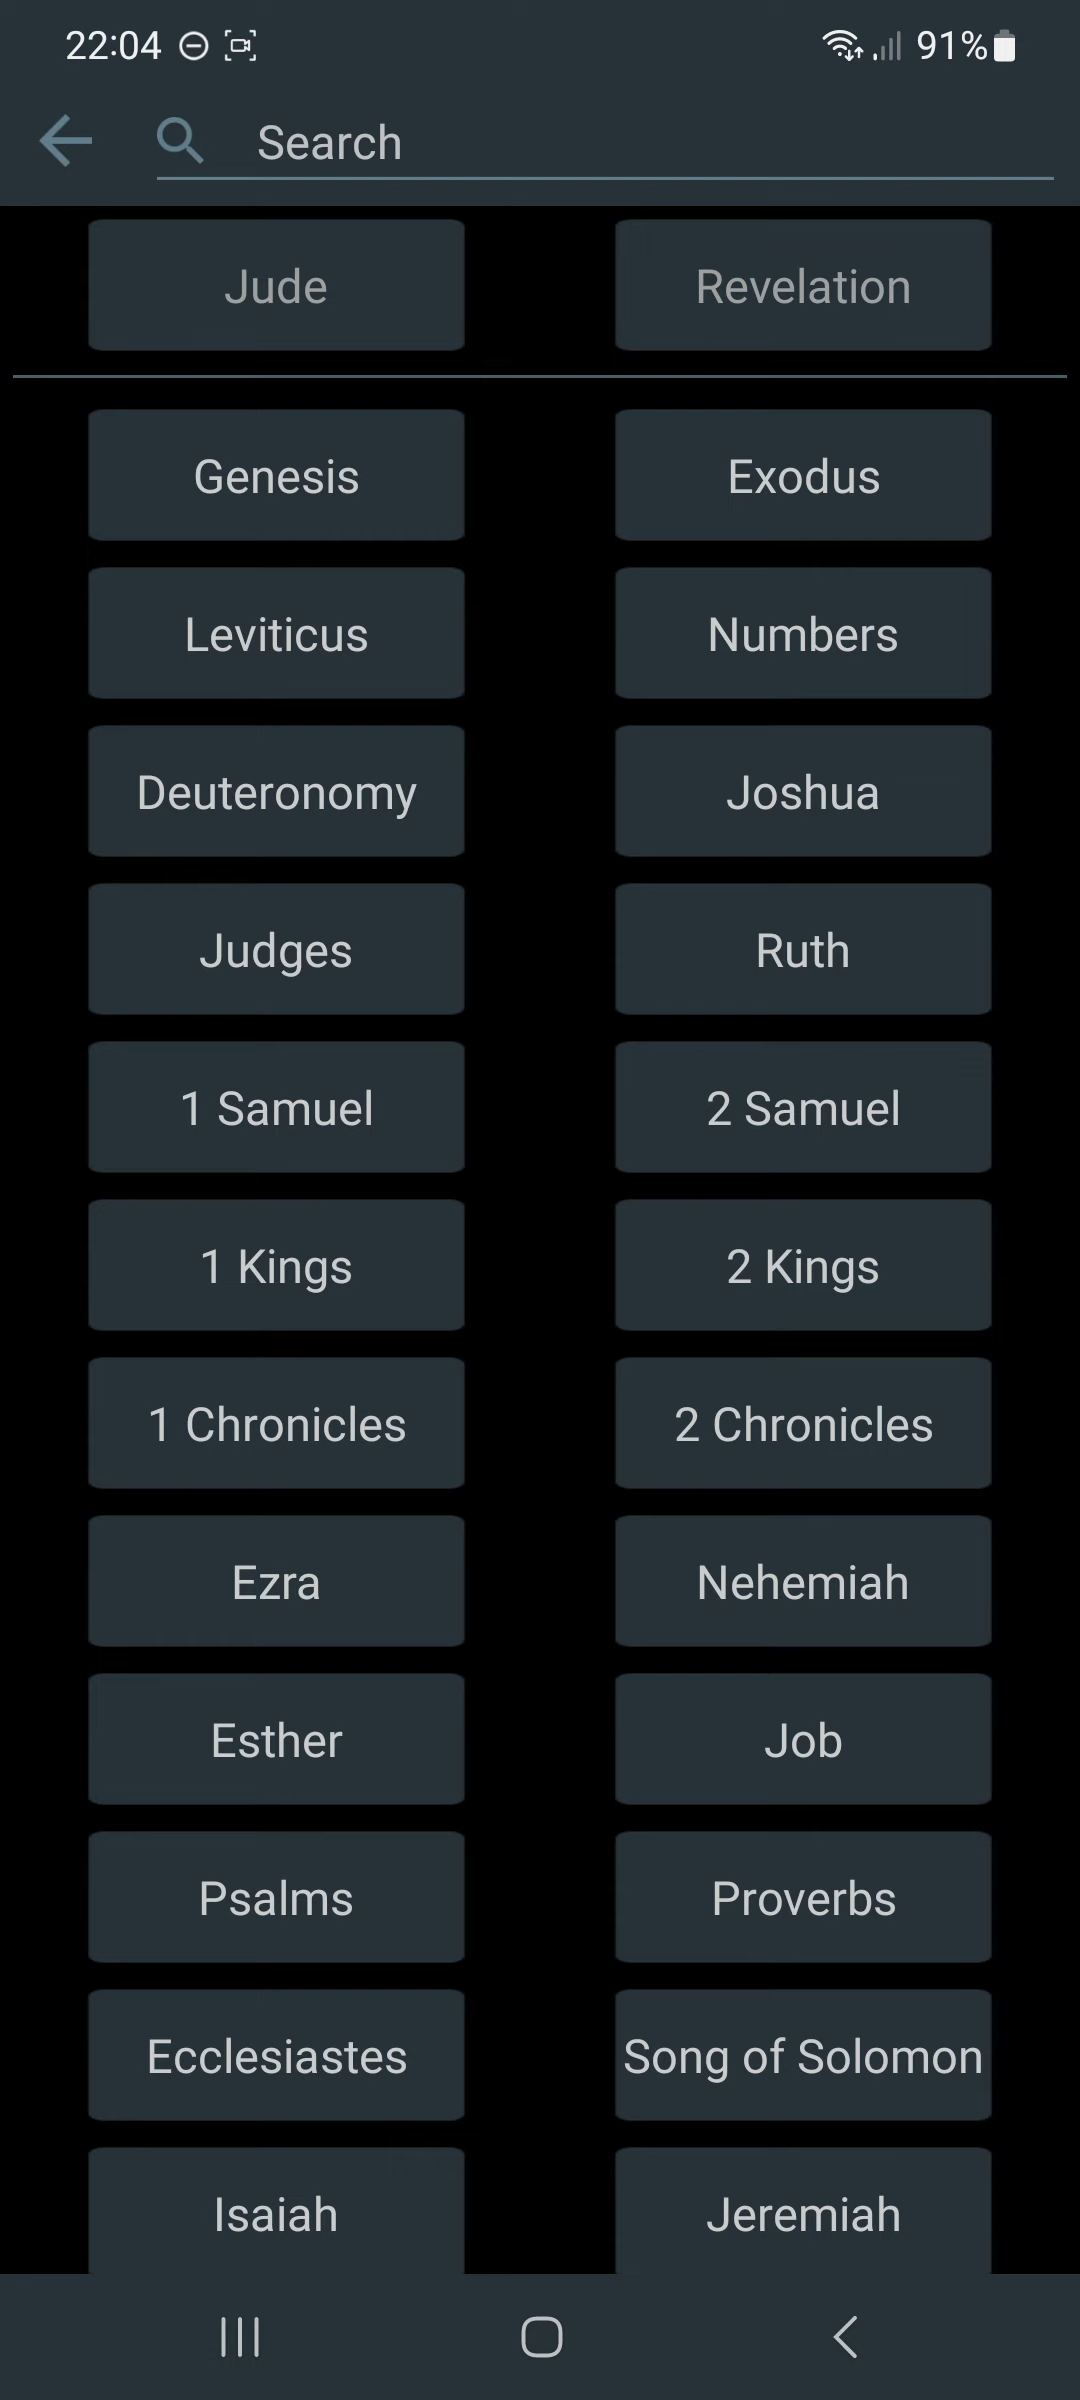 22:04 91%
Search
Jude Revelation
Genesis Exodus
Leviticus Numbers
Deuteronomy Joshua
Judges Ruth
1 Samuel 2 Samuel
1 Kings 2 Kings
1 Chronicles 2 Chronicles
Ezra Nehemiah
Esther Job
Psalms Proverbs
Ecclesiastes Song of Solomon
Isaiah Jeremiah